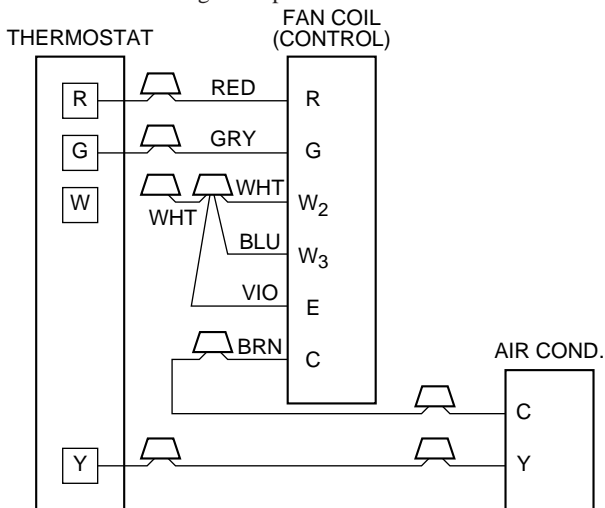 FAN COIL
(CONTROL)
THERMOSTAT
R RED R
G GRY G
W WHT WHT W2
BLU W3
VIO E
BRN C
AIR COND.
C
Y Y